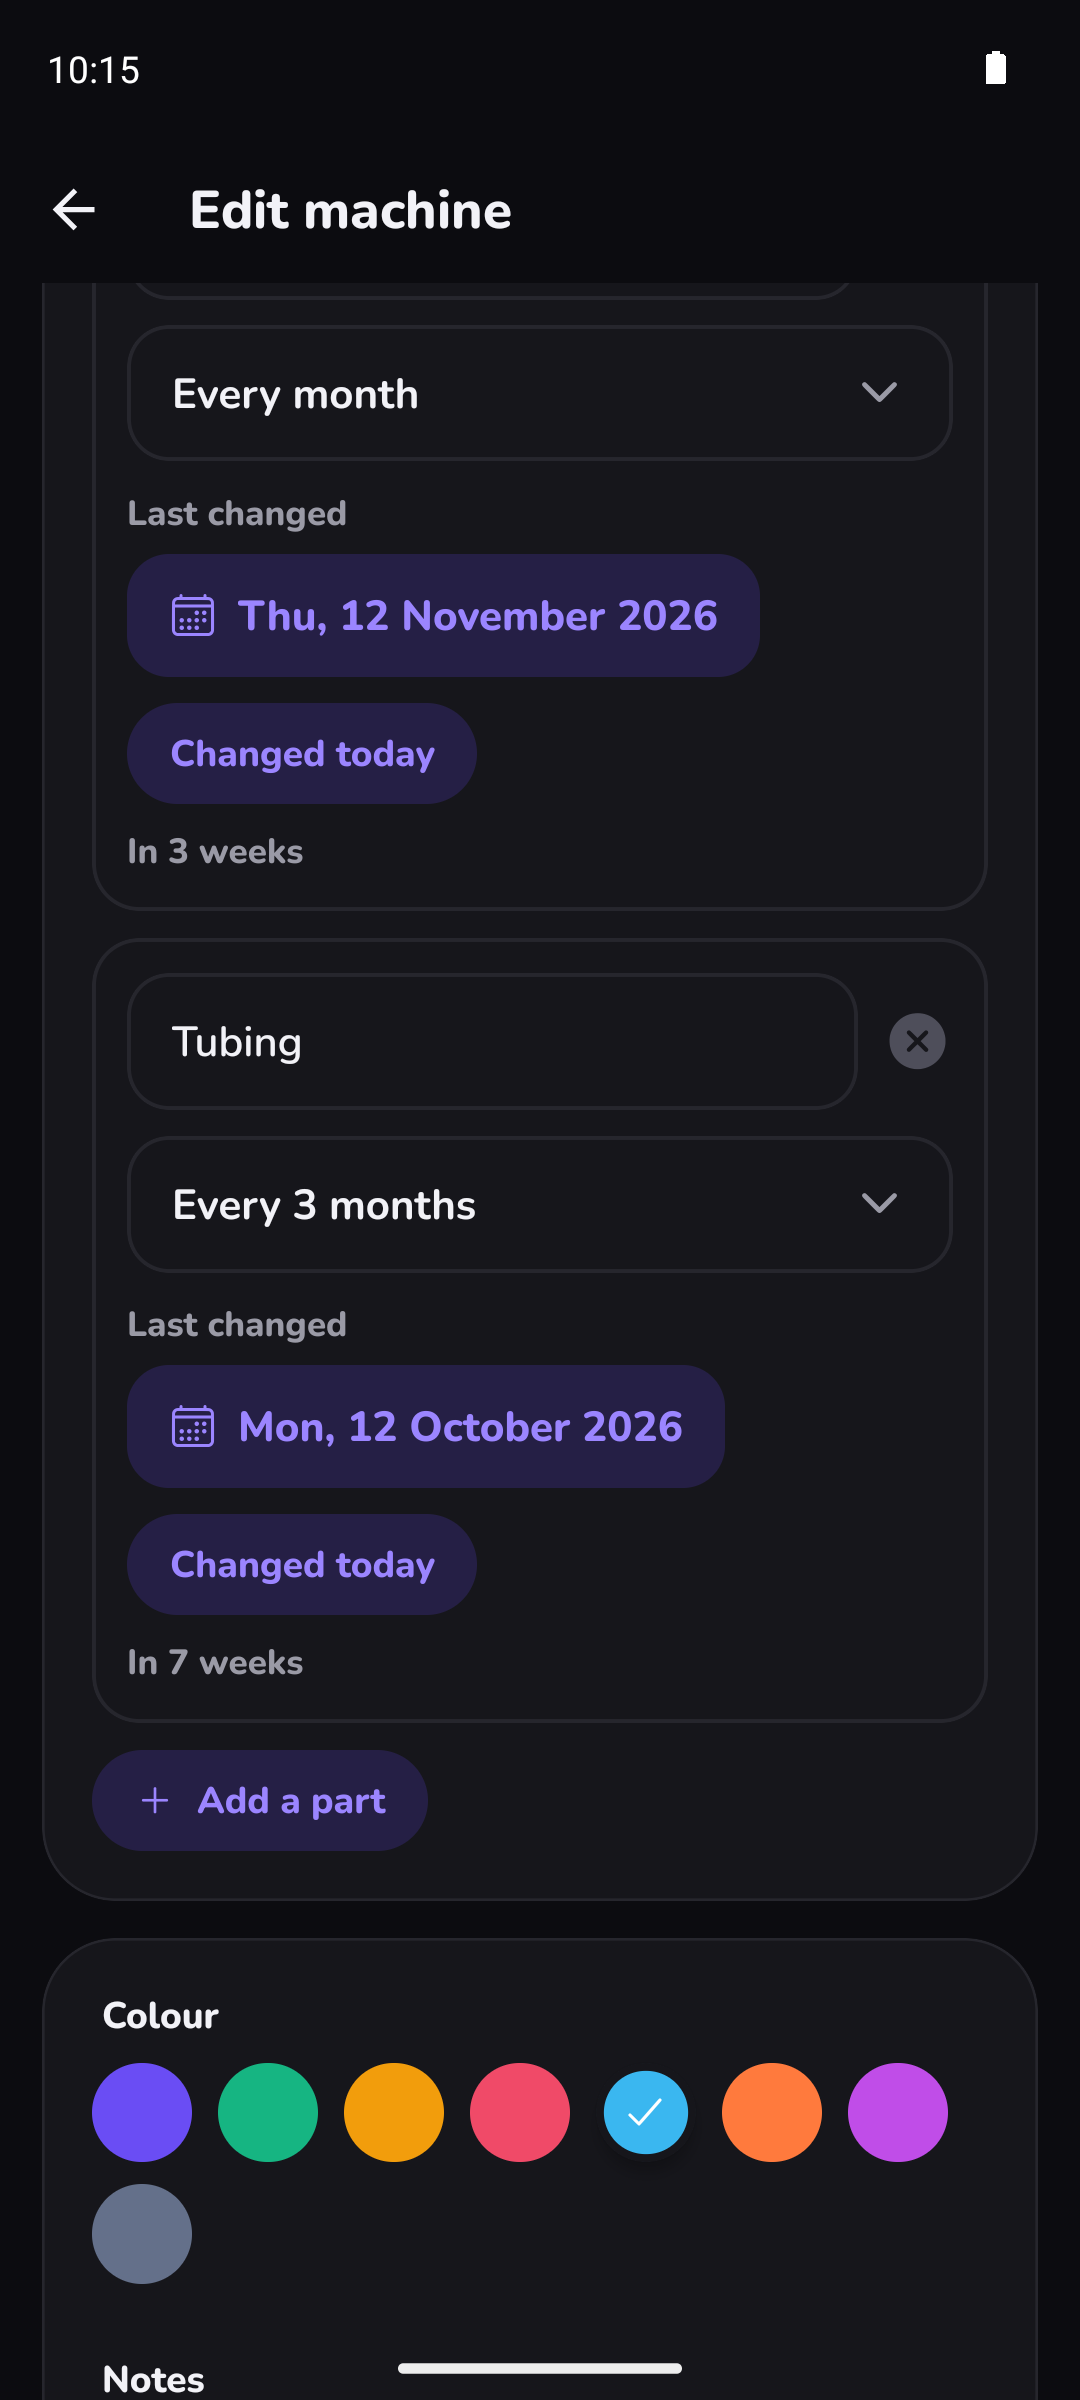 10:15
Edit machine
Every month
Last changed
Thu, 12 November 2026
Changed today
In 3 weeks
Tubing
Every 3 months
Last changed
Mon, 12 October 2026
Changed today
In 7 weeks
Add a part
Colour
Notes